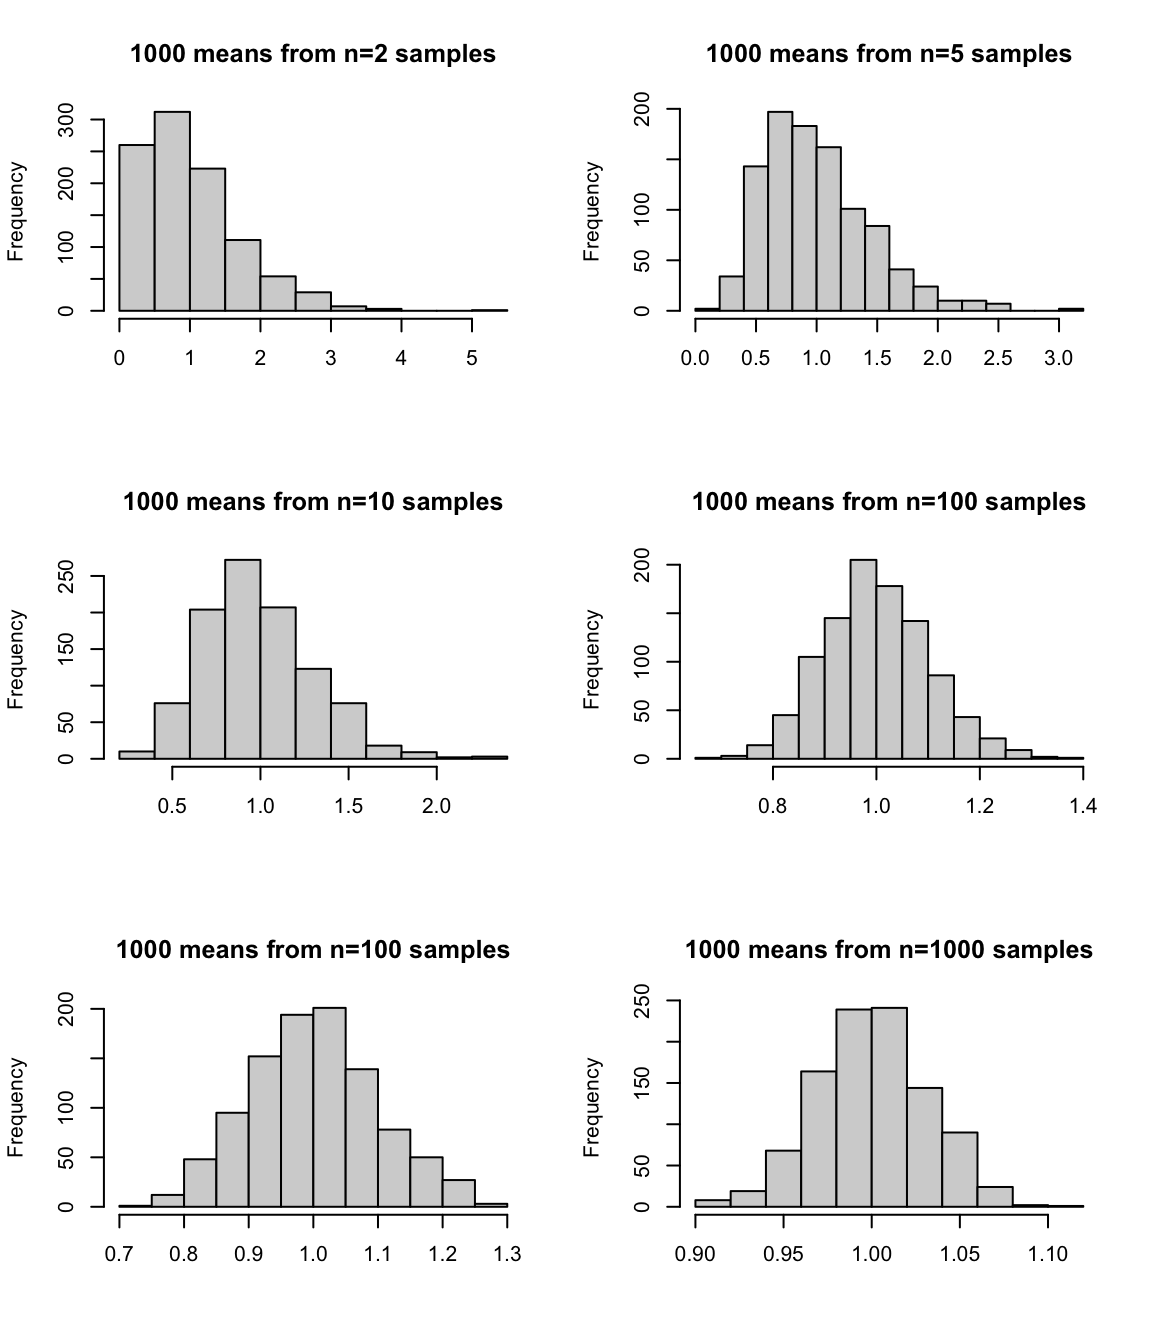 1000 means from n=2 samples
Frequency
0 100 200 300
0 1 2 3 4 5
1000 means from n=5 samples
Frequency
0 50 100 200
0.0 0.5 1.0 1.5 2.0 2.5 3.0
1000 means from n=10 samples
Frequency
0 50 150 250
0.5 1.0 1.5 2.0
1000 means from n=100 samples
Frequency
0 50 100 200
0.8 1.0 1.2 1.4
1000 means from n=100 samples
Frequency
0 50 100 200
0.7 0.8 0.9 1.0 1.1 1.2 1.3
1000 means from n=1000 samples
Frequency
0 50 150 250
0.90 0.95 1.00 1.05 1.10